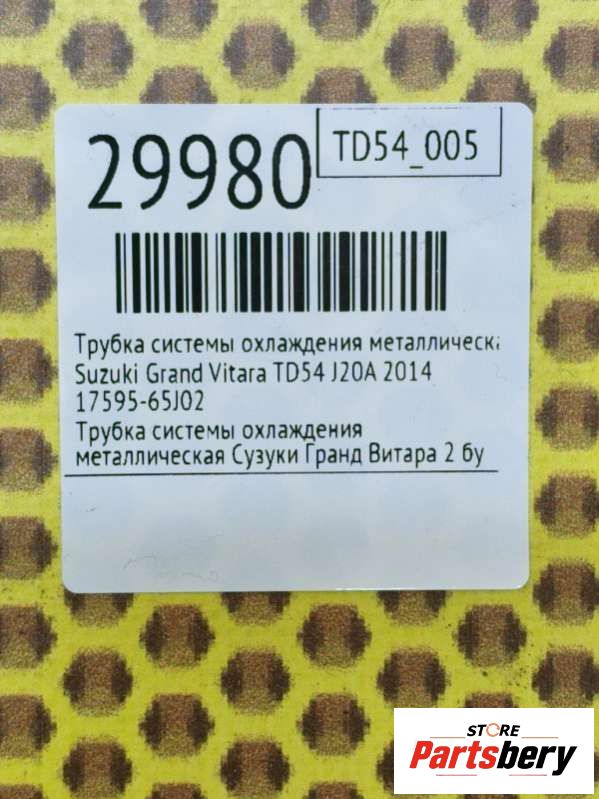 29980
TD54_005
Трубка системы охлаждения металлическа
Suzuki Grand Vitara TD54 J20A 2014
17595-65J02
Трубка системы охлаждения
металлическая Сузуки Гранд Витара 2 бу
STORE
Partsbery